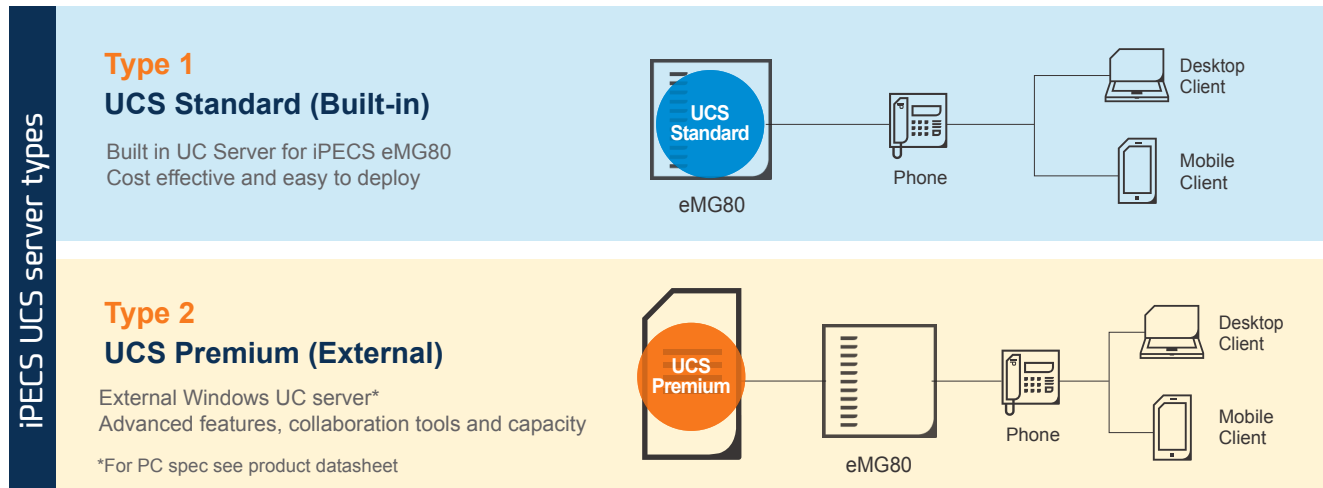 iPECS UCS server types
Type 1
UCS Standard (Built-in)
Built in UC Server for iPECS eMG80
Cost effective and easy to deploy
UCS
Standard
eMG80
Phone
Desktop
Client
Mobile
Client
Type 2
UCS Premium (External)
External Windows UC server*
Advanced features, collaboration tools and capacity
*For PC spec see product datasheet
UCS
Premium
eMG80
Phone
Desktop
Client
Mobile
Client